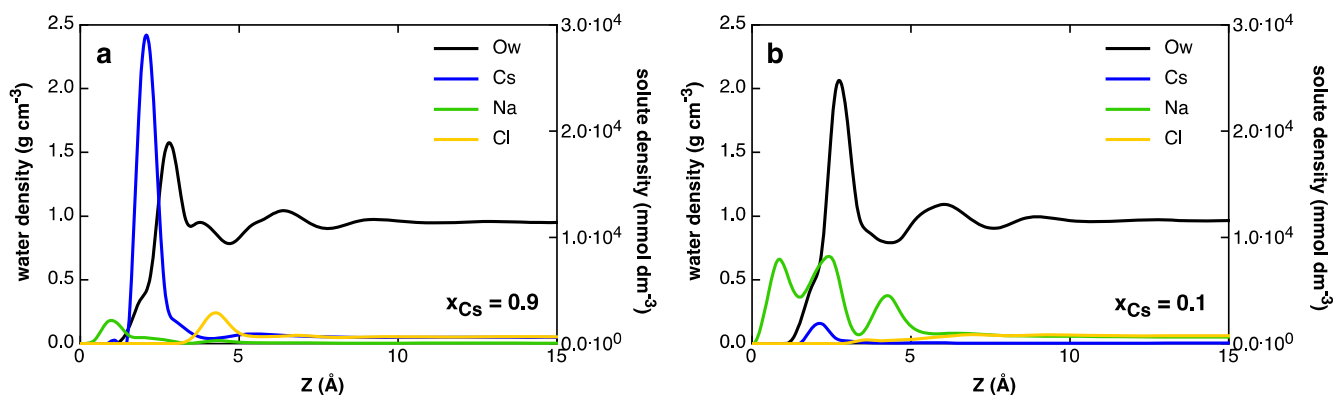 a
Ow
Cs
Na
Cl
x_Cs = 0.9
water density (g cm⁻³)
2.5
2.0
1.5
1.0
0.5
0.0
solute density (mmol dm⁻³)
3.0·10⁴
2.0·10⁴
1.0·10⁴
0.0·10⁰
0
5
10
15
Z (Å)
b
Ow
Cs
Na
Cl
x_Cs = 0.1
water density (g cm⁻³)
2.5
2.0
1.5
1.0
0.5
0.0
solute density (mmol dm⁻³)
3.0·10⁴
2.0·10⁴
1.0·10⁴
0.0·10⁰
0
5
10
15
Z (Å)